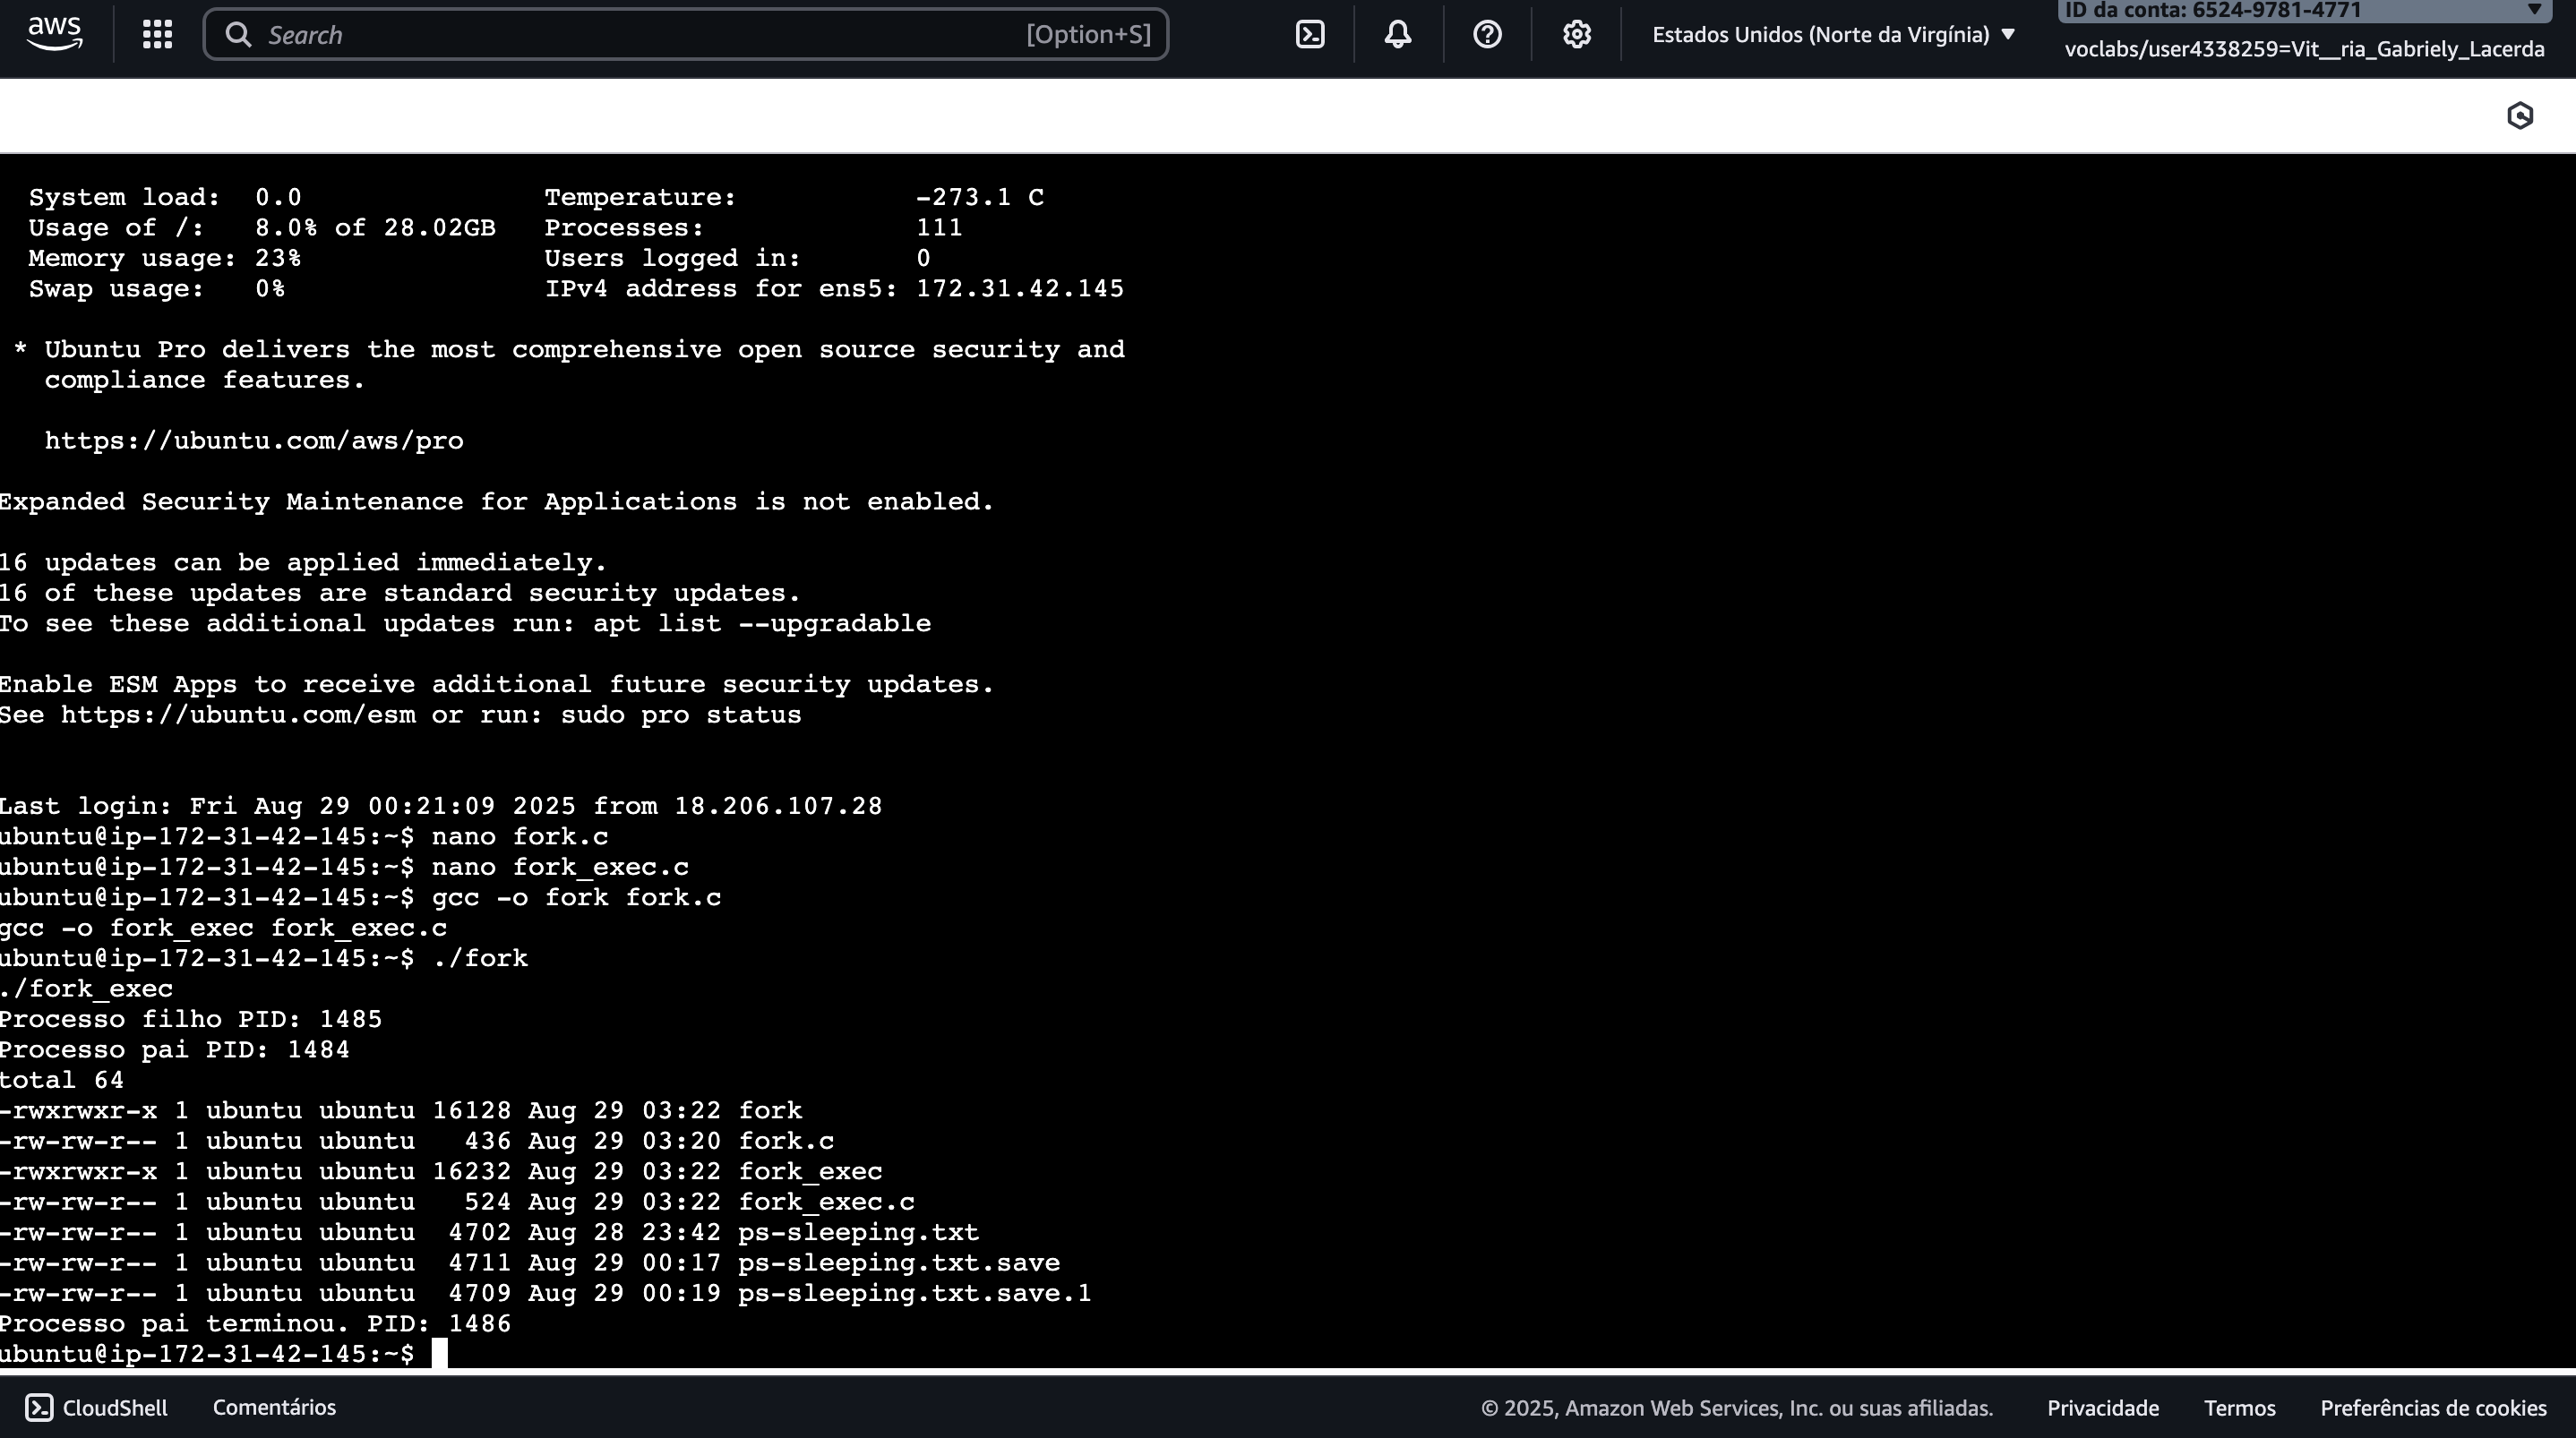 aws
Search [Option+S]
Estados Unidos (Norte da Virgínia)
ID da conta: 6524-9781-4771
voclabs/user4338259=Vit__ria_Gabriely_Lacerda
System load: 0.0 Temperature: -273.1 C
Usage of /: 8.0% of 28.02GB Processes: 111
Memory usage: 23% Users logged in: 0
Swap usage: 0% IPv4 address for ens5: 172.31.42.145
* Ubuntu Pro delivers the most comprehensive open source security and
compliance features.
https://ubuntu.com/aws/pro
Expanded Security Maintenance for Applications is not enabled.
16 updates can be applied immediately.
16 of these updates are standard security updates.
To see these additional updates run: apt list --upgradable
Enable ESM Apps to receive additional future security updates.
See https://ubuntu.com/esm or run: sudo pro status
Last login: Fri Aug 29 00:21:09 2025 from 18.206.107.28
ubuntu@ip-172-31-42-145:~$ nano fork.c
ubuntu@ip-172-31-42-145:~$ nano fork_exec.c
ubuntu@ip-172-31-42-145:~$ gcc -o fork fork.c
gcc -o fork_exec fork_exec.c
ubuntu@ip-172-31-42-145:~$ ./fork
./fork_exec
Processo filho PID: 1485
Processo pai PID: 1484
total 64
-rwxrwxr-x 1 ubuntu ubuntu 16128 Aug 29 03:22 fork
-rw-rw-r-- 1 ubuntu ubuntu 436 Aug 29 03:20 fork.c
-rwxrwxr-x 1 ubuntu ubuntu 16232 Aug 29 03:22 fork_exec
-rw-rw-r-- 1 ubuntu ubuntu 524 Aug 29 03:22 fork_exec.c
-rw-rw-r-- 1 ubuntu ubuntu 4702 Aug 28 23:42 ps-sleeping.txt
-rw-rw-r-- 1 ubuntu ubuntu 4711 Aug 29 00:17 ps-sleeping.txt.save
-rw-rw-r-- 1 ubuntu ubuntu 4709 Aug 29 00:19 ps-sleeping.txt.save.1
Processo pai terminou. PID: 1486
ubuntu@ip-172-31-42-145:~$
CloudShell Comentários © 2025, Amazon Web Services, Inc. ou suas afiliadas. Privacidade Termos Preferências de cookies